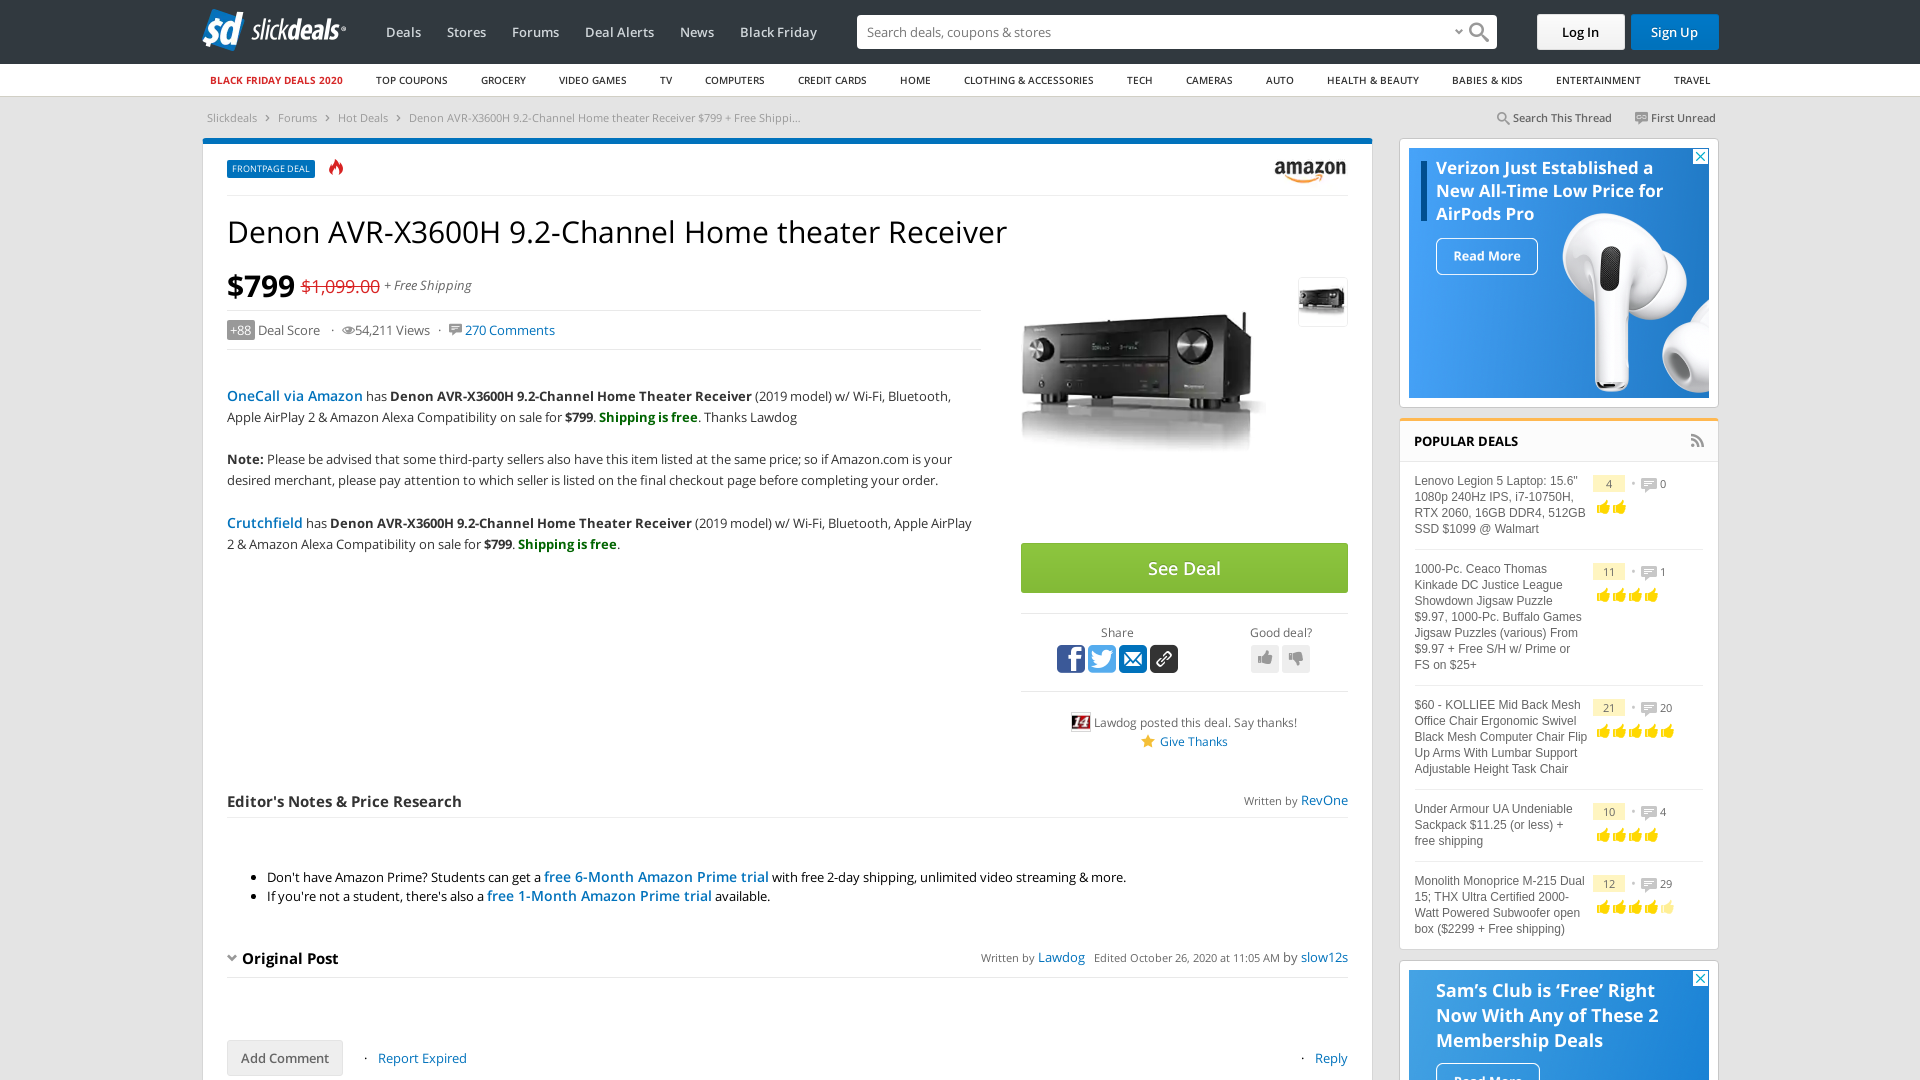 slickdeals
Deals Stores Forums Deal Alerts News Black Friday
Search deals, coupons & stores
Log In
Sign Up
BLACK FRIDAY DEALS 2020 TOP COUPONS GROCERY VIDEO GAMES TV COMPUTERS CREDIT CARDS HOME CLOTHING & ACCESSORIES TECH CAMERAS AUTO HEALTH & BEAUTY BABIES & KIDS ENTERTAINMENT TRAVEL
Slickdeals › Forums › Hot Deals › Denon AVR-X3600H 9.2-Channel Home theater Receiver $799 + Free Shippi...
Search This Thread First Unread
FRONTPAGE DEAL
amazon
Denon AVR-X3600H 9.2-Channel Home theater Receiver
$799 $1,099.00 + Free Shipping
+88 Deal Score · 54,211 Views · 270 Comments
OneCall via Amazon has Denon AVR-X3600H 9.2-Channel Home Theater Receiver (2019 model) w/ Wi-Fi, Bluetooth,
Apple AirPlay 2 & Amazon Alexa Compatibility on sale for $799. Shipping is free. Thanks Lawdog
Note: Please be advised that some third-party sellers also have this item listed at the same price; so if Amazon.com is your
desired merchant, please pay attention to which seller is listed on the final checkout page before completing your order.
Crutchfield has Denon AVR-X3600H 9.2-Channel Home Theater Receiver (2019 model) w/ Wi-Fi, Bluetooth, Apple AirPlay
2 & Amazon Alexa Compatibility on sale for $799. Shipping is free.
See Deal
Share
Good deal?
14 Lawdog posted this deal. Say thanks!
Give Thanks
Editor's Notes & Price Research
Written by RevOne
• Don't have Amazon Prime? Students can get a free 6-Month Amazon Prime trial with free 2-day shipping, unlimited video streaming & more.
• If you're not a student, there's also a free 1-Month Amazon Prime trial available.
Original Post
Written by Lawdog Edited October 26, 2020 at 11:05 AM by slow12s
Add Comment
· Report Expired
· Reply
Verizon Just Established a
New All-Time Low Price for
AirPods Pro
Read More
POPULAR DEALS
Lenovo Legion 5 Laptop: 15.6"
1080p 240Hz IPS, i7-10750H,
RTX 2060, 16GB DDR4, 512GB
SSD $1099 @ Walmart
4 • 0
1000-Pc. Ceaco Thomas
Kinkade DC Justice League
Showdown Jigsaw Puzzle
$9.97, 1000-Pc. Buffalo Games
Jigsaw Puzzles (various) From
$9.97 + Free S/H w/ Prime or
FS on $25+
11 • 1
$60 - KOLLIEE Mid Back Mesh
Office Chair Ergonomic Swivel
Black Mesh Computer Chair Flip
Up Arms With Lumbar Support
Adjustable Height Task Chair
21 • 20
Under Armour UA Undeniable
Sackpack $11.25 (or less) +
free shipping
10 • 4
Monolith Monoprice M-215 Dual
15; THX Ultra Certified 2000-
Watt Powered Subwoofer open
box ($2299 + Free shipping)
12 • 29
Sam's Club is 'Free' Right
Now With Any of These 2
Membership Deals
Read More